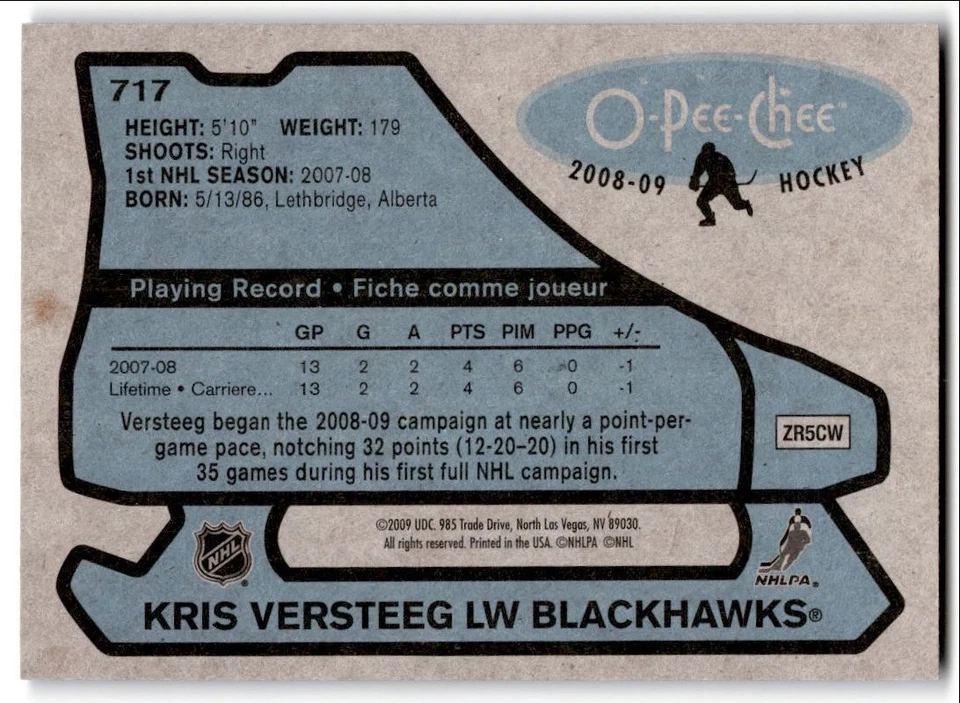 717
HEIGHT: 5'10" WEIGHT: 179
SHOOTS: Right
1st NHL SEASON: 2007-08
BORN: 5/13/86, Lethbridge, Alberta
O-Pee-Chee™
2008-09 HOCKEY
Playing Record • Fiche comme joueur
GP G A PTS PIM PPG +/-
2007-08 13 2 2 4 6 0 -1
Lifetime • Carriere... 13 2 2 4 6 0 -1
Versteeg began the 2008-09 campaign at nearly a point-per-
game pace, notching 32 points (12-20–20) in his first
35 games during his first full NHL campaign.
ZR5CW
©2009 UDC. 985 Trade Drive, North Las Vegas, NV 89030.
All rights reserved. Printed in the USA. ©NHLPA ©NHL
NHL®
NHLPA®
KRIS VERSTEEG LW BLACKHAWKS®